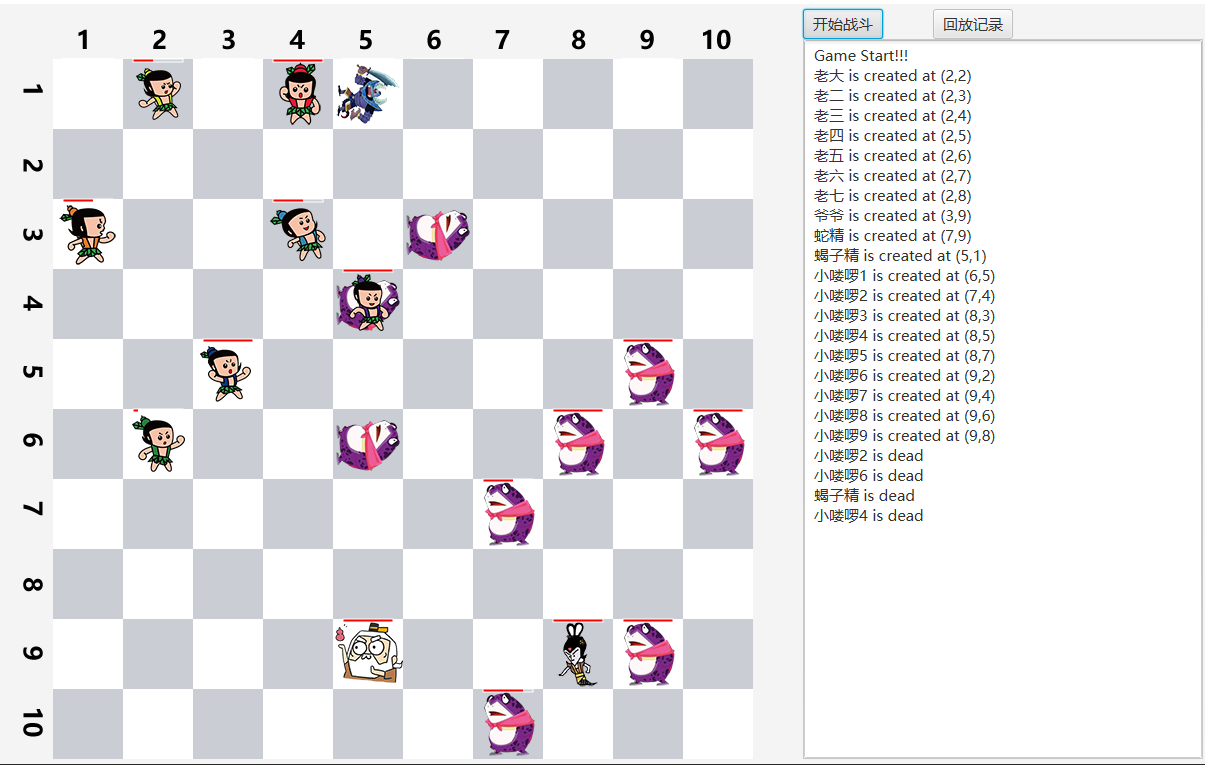 1 2 3 4 5 6 7 8 9 10
1
2
3
4
5
6
7
8
9
10
开始战斗 回放记录
Game Start!!!
老大 is created at (2,2)
老二 is created at (2,3)
老三 is created at (2,4)
老四 is created at (2,5)
老五 is created at (2,6)
老六 is created at (2,7)
老七 is created at (2,8)
爷爷 is created at (3,9)
蛇精 is created at (7,9)
蝎子精 is created at (5,1)
小喽啰1 is created at (6,5)
小喽啰2 is created at (7,4)
小喽啰3 is created at (8,3)
小喽啰4 is created at (8,5)
小喽啰5 is created at (8,7)
小喽啰6 is created at (9,2)
小喽啰7 is created at (9,4)
小喽啰8 is created at (9,6)
小喽啰9 is created at (9,8)
小喽啰2 is dead
小喽啰6 is dead
蝎子精 is dead
小喽啰4 is dead